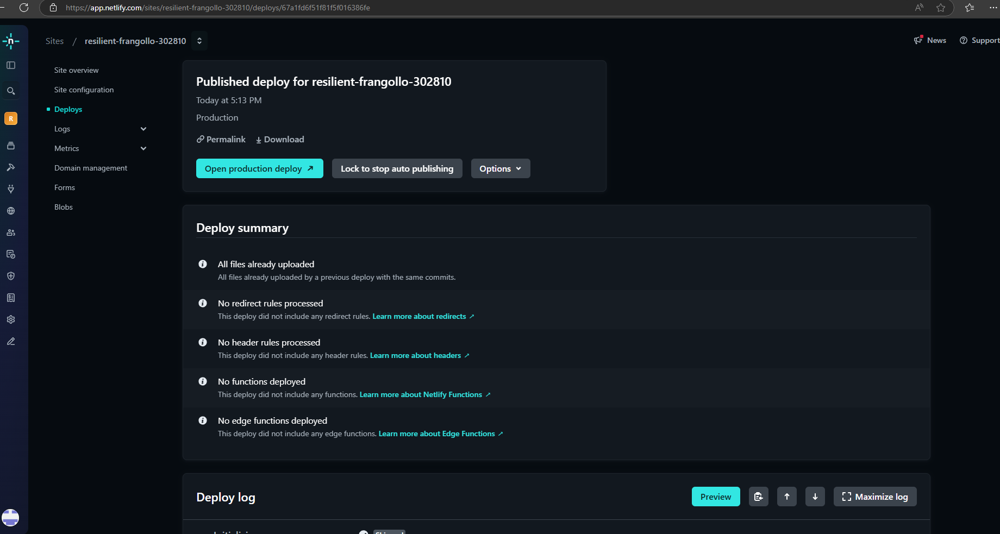 https://app.netlify.com/sites/resilient-frangollo-302810/deploys/67a1fd6f51f81f5f016386fe
Sites / resilient-frangollo-302810
News
Support
R
Site overview
Site configuration
Deploys
Logs
Metrics
Domain management
Forms
Blobs
Published deploy for resilient-frangollo-302810
Today at 5:13 PM
Production
Permalink
Download
Open production deploy
Lock to stop auto publishing
Options
Deploy summary
All files already uploaded
All files already uploaded by a previous deploy with the same commits.
No redirect rules processed
This deploy did not include any redirect rules. Learn more about redirects ↗
No header rules processed
This deploy did not include any header rules. Learn more about headers ↗
No functions deployed
This deploy did not include any functions. Learn more about Netlify Functions ↗
No edge functions deployed
This deploy did not include any edge functions. Learn more about Edge Functions ↗
Deploy log
Preview
Maximize log